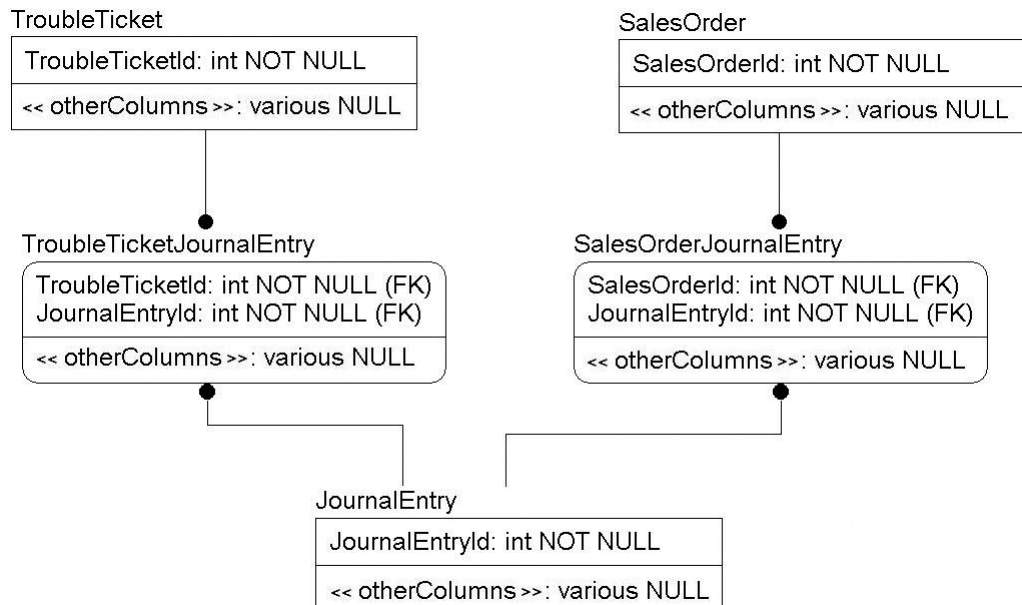 TroubleTicket
TroubleTicketId: int NOT NULL
<< otherColumns >>: various NULL
SalesOrder
SalesOrderId: int NOT NULL
<< otherColumns >>: various NULL
TroubleTicketJournalEntry
TroubleTicketId: int NOT NULL (FK)
JournalEntryId: int NOT NULL (FK)
<< otherColumns >>: various NULL
SalesOrderJournalEntry
SalesOrderId: int NOT NULL (FK)
JournalEntryId: int NOT NULL (FK)
<< otherColumns >>: various NULL
JournalEntry
JournalEntryId: int NOT NULL
<< otherColumns >>: various NULL